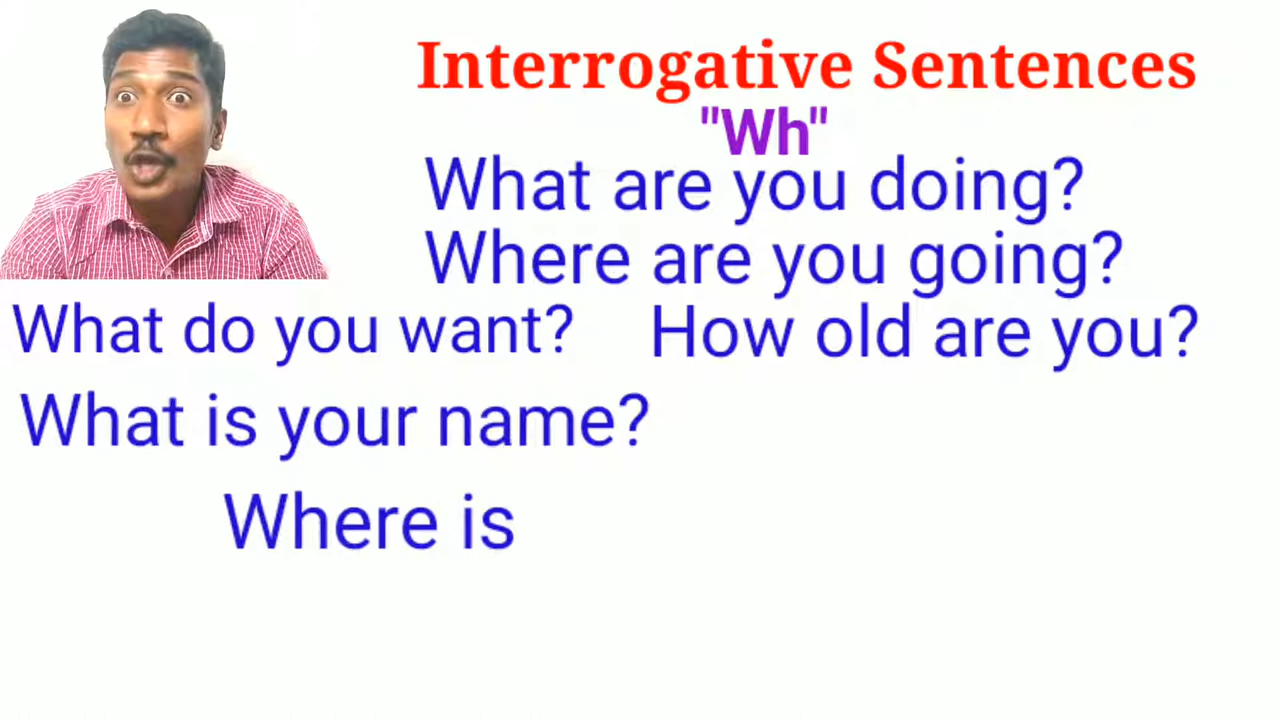 Interrogative Sentences
"Wh"
What are you doing?
Where are you going?
What do you want? How old are you?
What is your name?
Where is